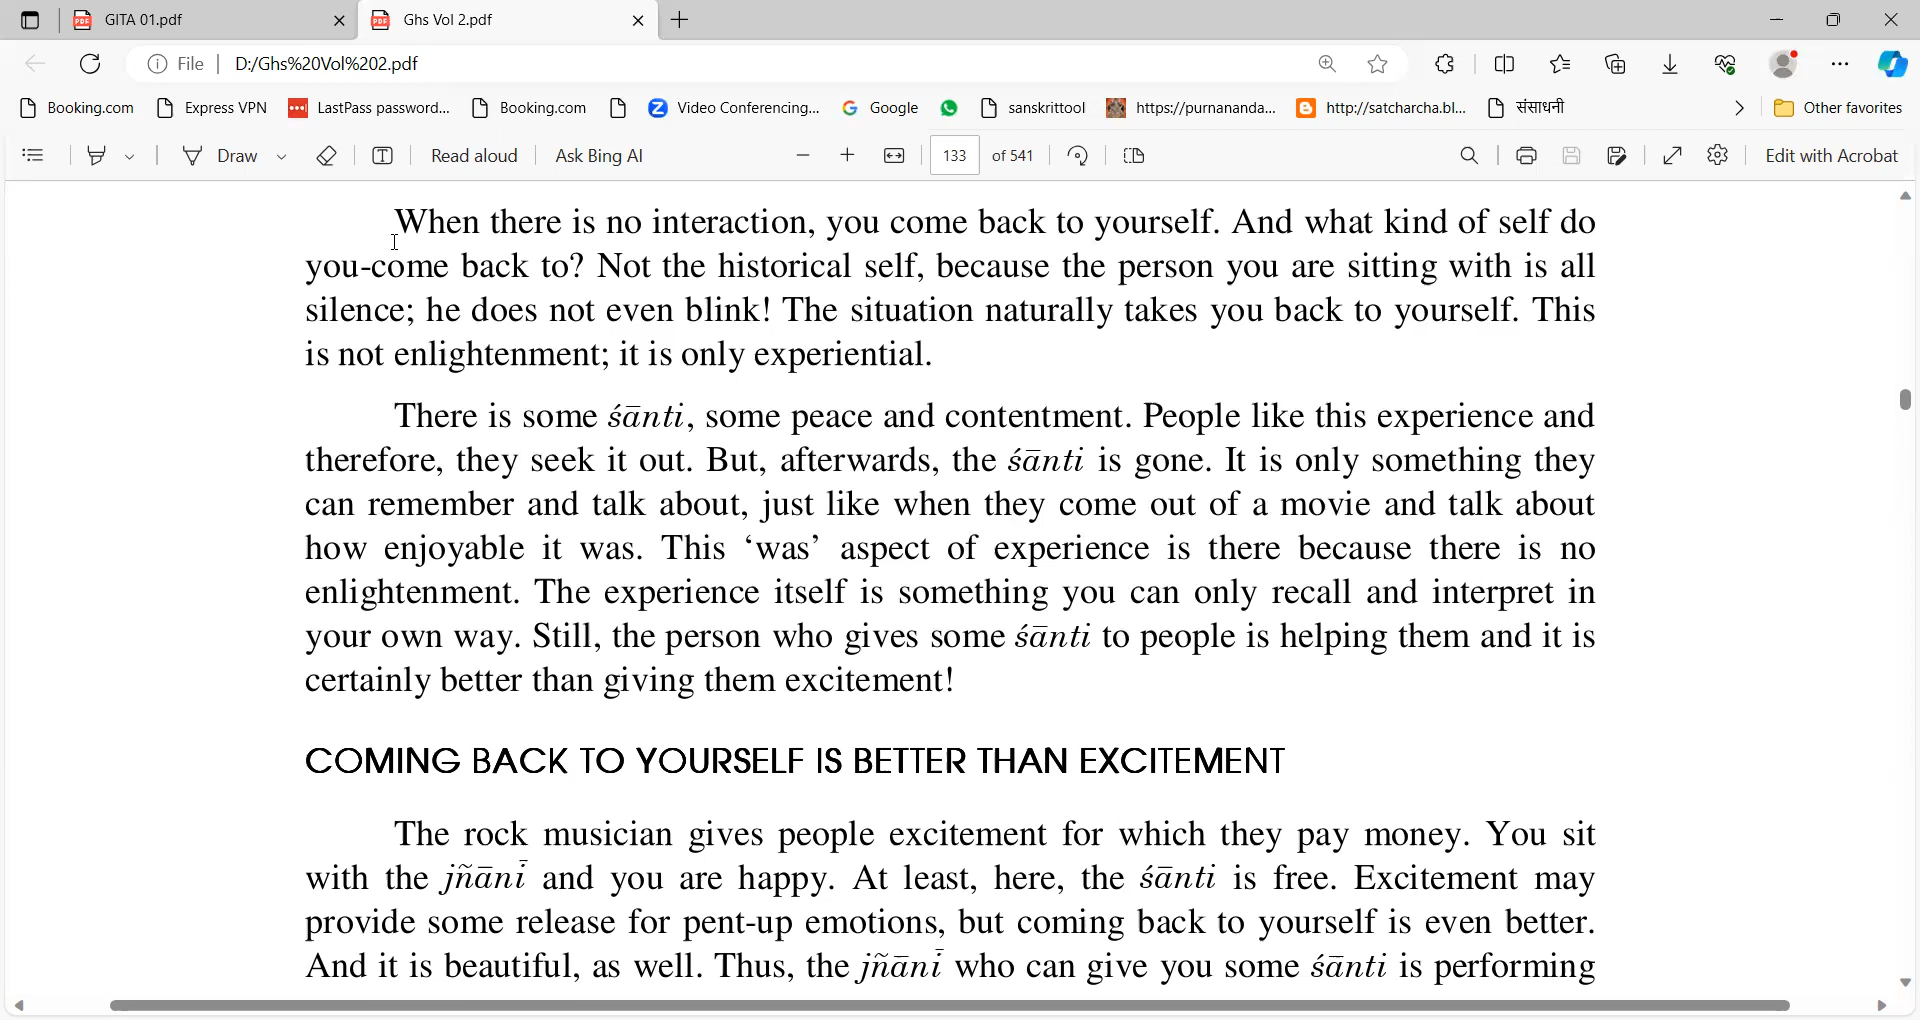 GITA 01.pdf
Ghs Vol 2.pdf
File
D:/Ghs%20Vol%202.pdf
Booking.com
Express VPN
LastPass password...
Booking.com
Video Conferencing...
Google
sanskrittool
https://purnananda...
http://satcharcha.bl...
संसाधनी
Other favorites
Draw
Read aloud
Ask Bing AI
133 of 541
Edit with Acrobat
When there is no interaction, you come back to yourself. And what kind of self do
you-come back to? Not the historical self, because the person you are sitting with is all
silence; he does not even blink! The situation naturally takes you back to yourself. This
is not enlightenment; it is only experiential.
There is some śānti, some peace and contentment. People like this experience and
therefore, they seek it out. But, afterwards, the śānti is gone. It is only something they
can remember and talk about, just like when they come out of a movie and talk about
how enjoyable it was. This ‘was’ aspect of experience is there because there is no
enlightenment. The experience itself is something you can only recall and interpret in
your own way. Still, the person who gives some śānti to people is helping them and it is
certainly better than giving them excitement!
COMING BACK TO YOURSELF IS BETTER THAN EXCITEMENT
The rock musician gives people excitement for which they pay money. You sit
with the jñānī and you are happy. At least, here, the śānti is free. Excitement may
provide some release for pent-up emotions, but coming back to yourself is even better.
And it is beautiful, as well. Thus, the jñānī who can give you some śānti is performing